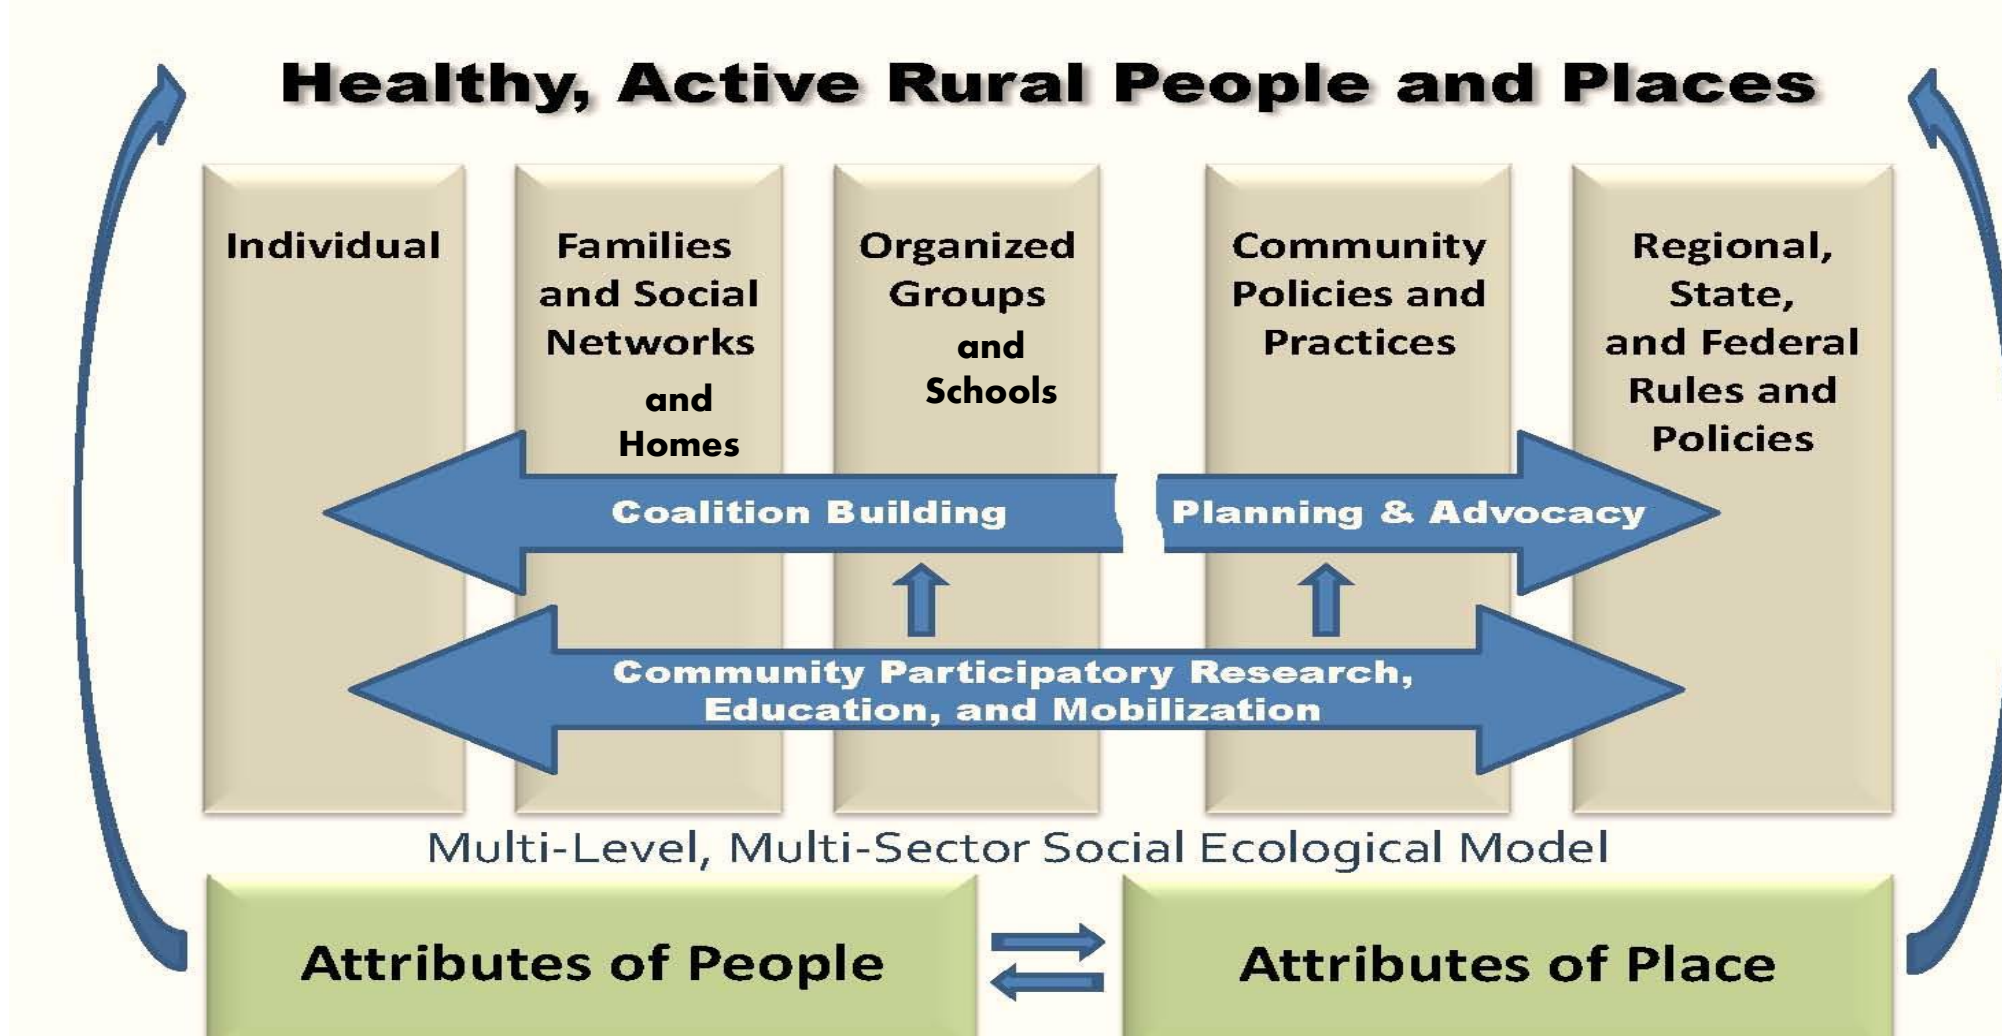 Healthy, Active Rural People and Places
Individual
Families
and Social
Networks
and
Homes
Organized
Groups
and
Schools
Community
Policies and
Practices
Regional,
State,
and Federal
Rules and
Policies
Coalition Building
Planning & Advocacy
Community Participatory Research,
Education, and Mobilization
Multi-Level, Multi-Sector Social Ecological Model
Attributes of People
Attributes of Place